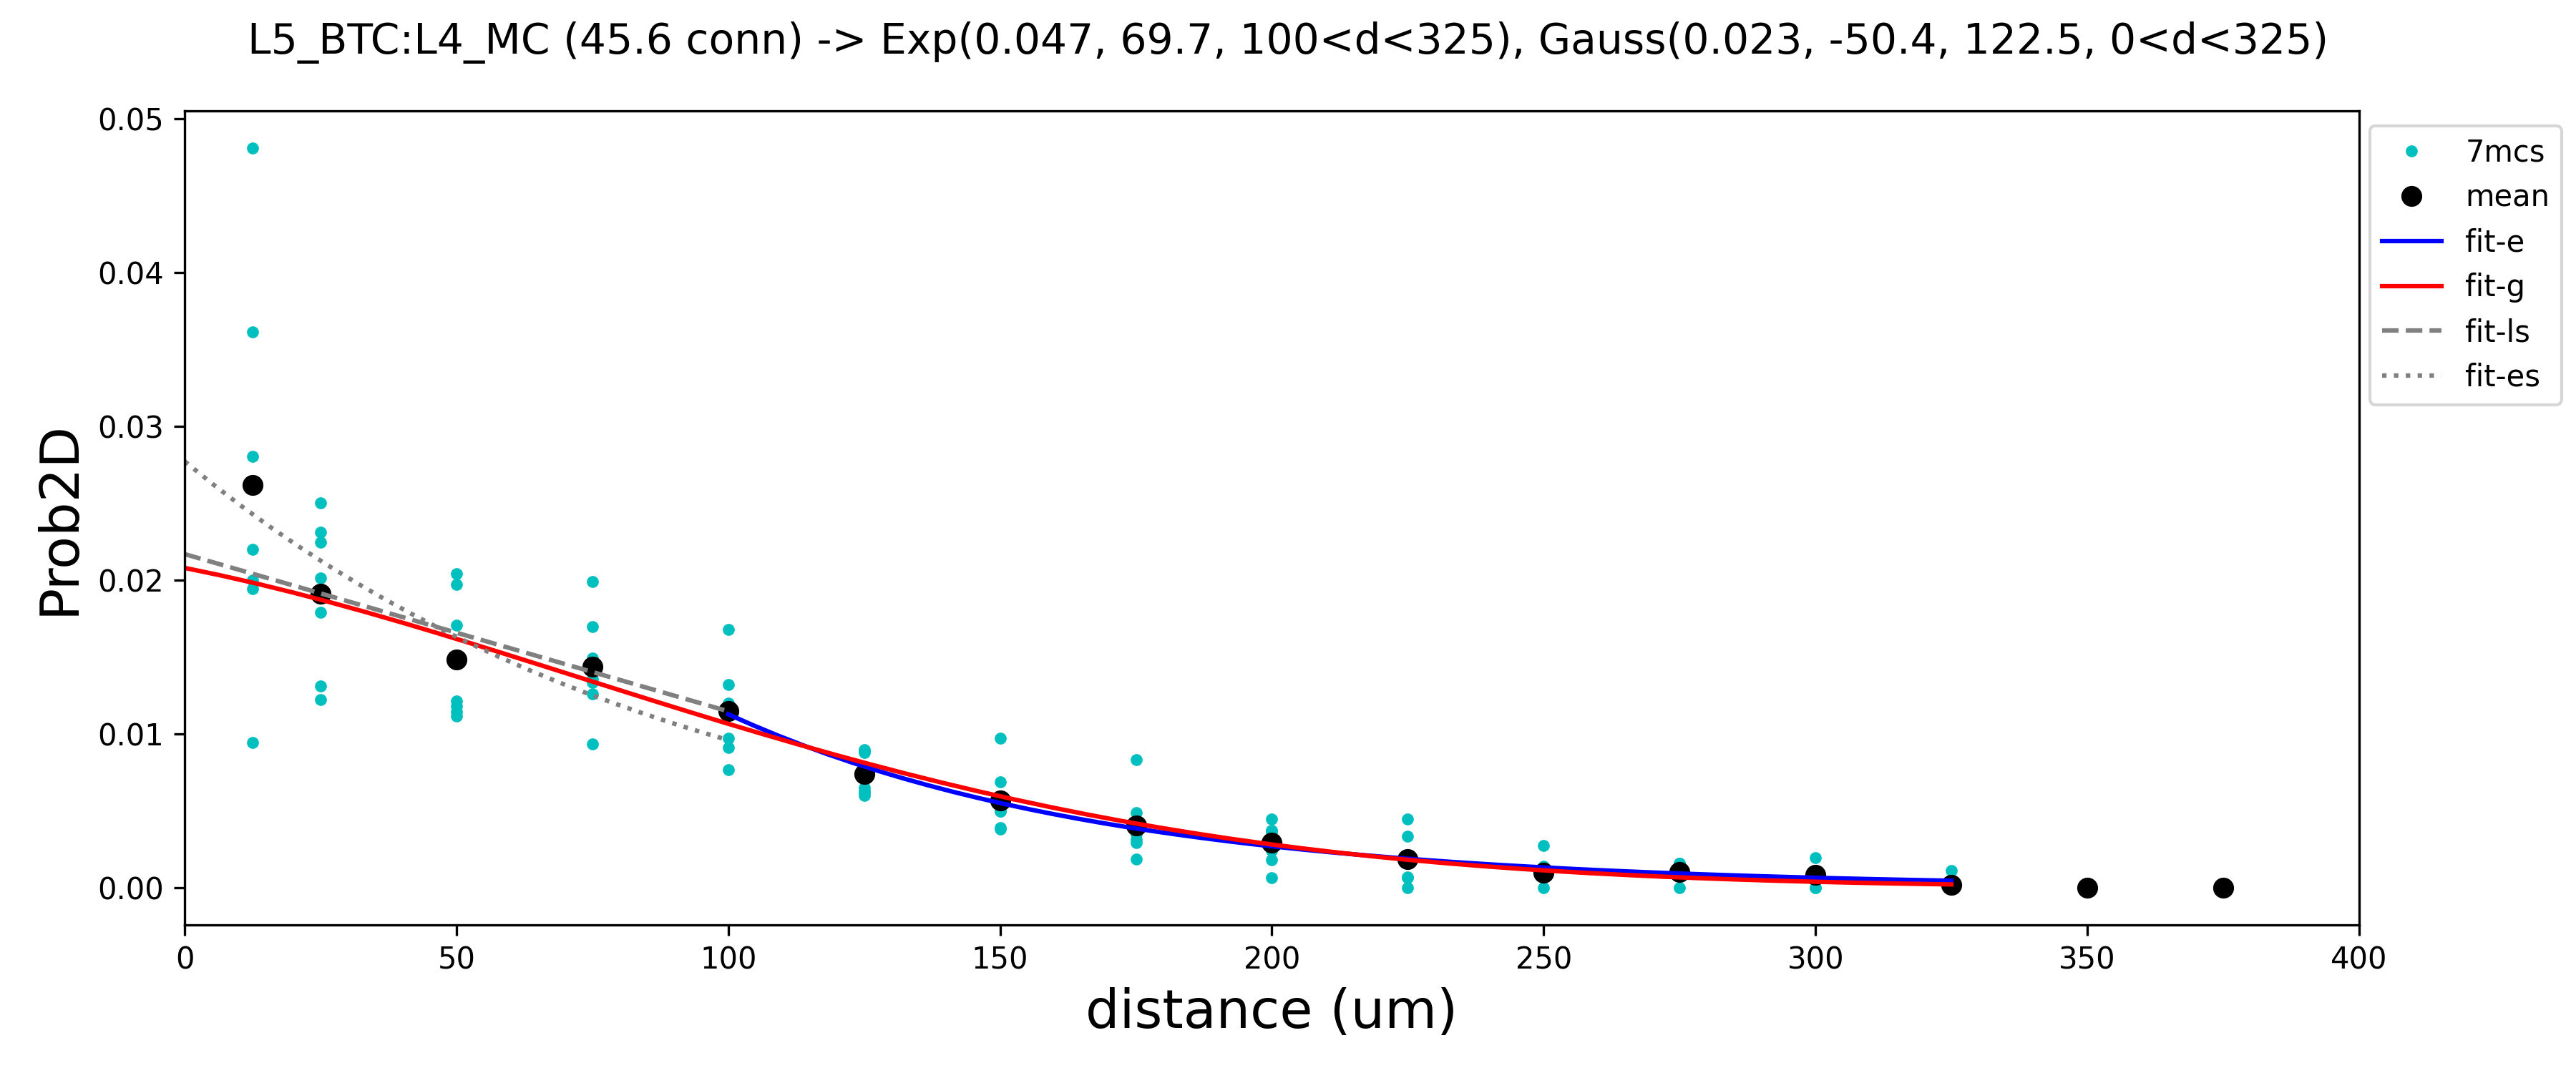 L5_BTC:L4_MC (45.6 conn) -> Exp(0.047, 69.7, 100<d<325), Gauss(0.023, -50.4, 122.5, 0<d<325)
0.05
0.04
0.03
0.02
0.01
0.00
Prob2D
0 50 100 150 200 250 300 350 400
distance (um)
7mcs
mean
fit-e
fit-g
fit-ls
fit-es